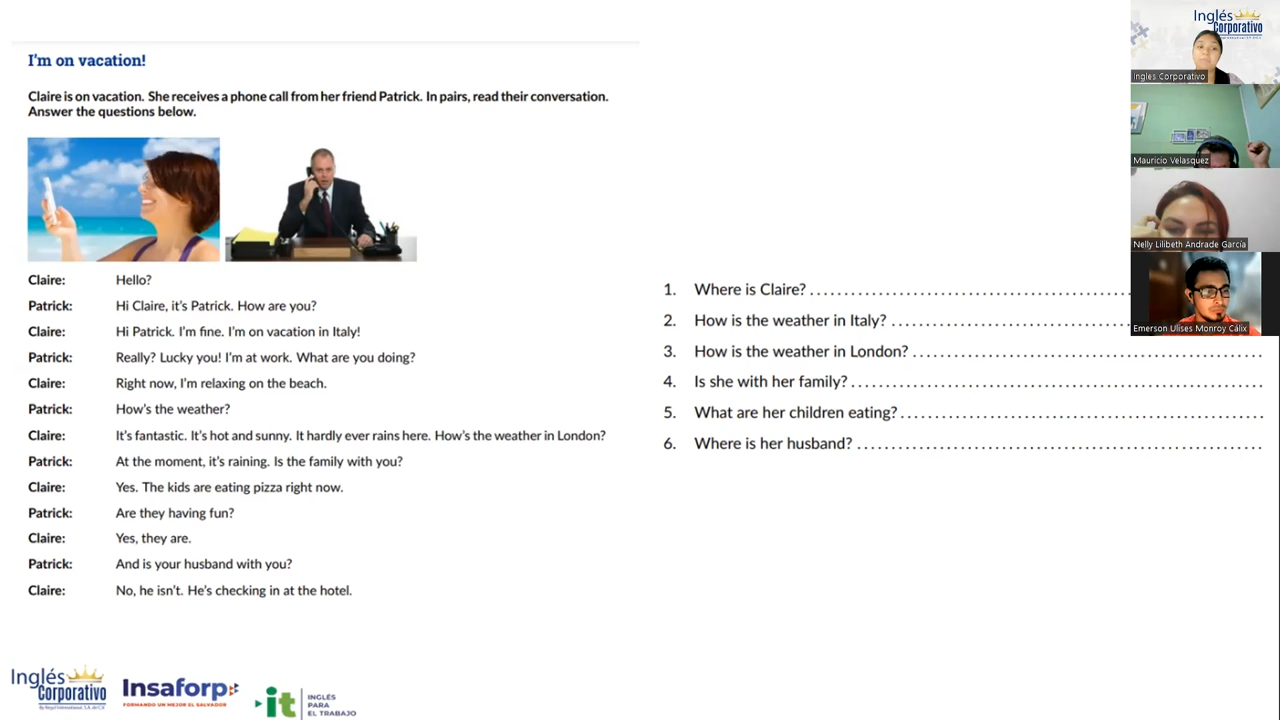 I'm on vacation!
Claire is on vacation. She receives a phone call from her friend Patrick. In pairs, read their conversation.
Answer the questions below.
Claire: Hello?
Patrick: Hi Claire, it's Patrick. How are you?
Claire: Hi Patrick. I'm fine. I'm on vacation in Italy!
Patrick: Really? Lucky you! I'm at work. What are you doing?
Claire: Right now, I'm relaxing on the beach.
Patrick: How's the weather?
Claire: It's fantastic. It's hot and sunny. It hardly ever rains here. How's the weather in London?
Patrick: At the moment, it's raining. Is the family with you?
Claire: Yes. The kids are eating pizza right now.
Patrick: Are they having fun?
Claire: Yes, they are.
Patrick: And is your husband with you?
Claire: No, he isn't. He's checking in at the hotel.
1. Where is Claire?
2. How is the weather in Italy?
3. How is the weather in London?
4. Is she with her family?
5. What are her children eating?
6. Where is her husband?
Inglés
Corporativo
Ingles Corporativo
Mauricio Velasquez
Nelly Lilibeth Andrade García
Emerson Ulises Monroy Cálix
Inglés
Corporativo
Insaforp
FORMANDO UN MEJOR EL SALVADOR
it
INGLÉS
PARA
EL TRABAJO